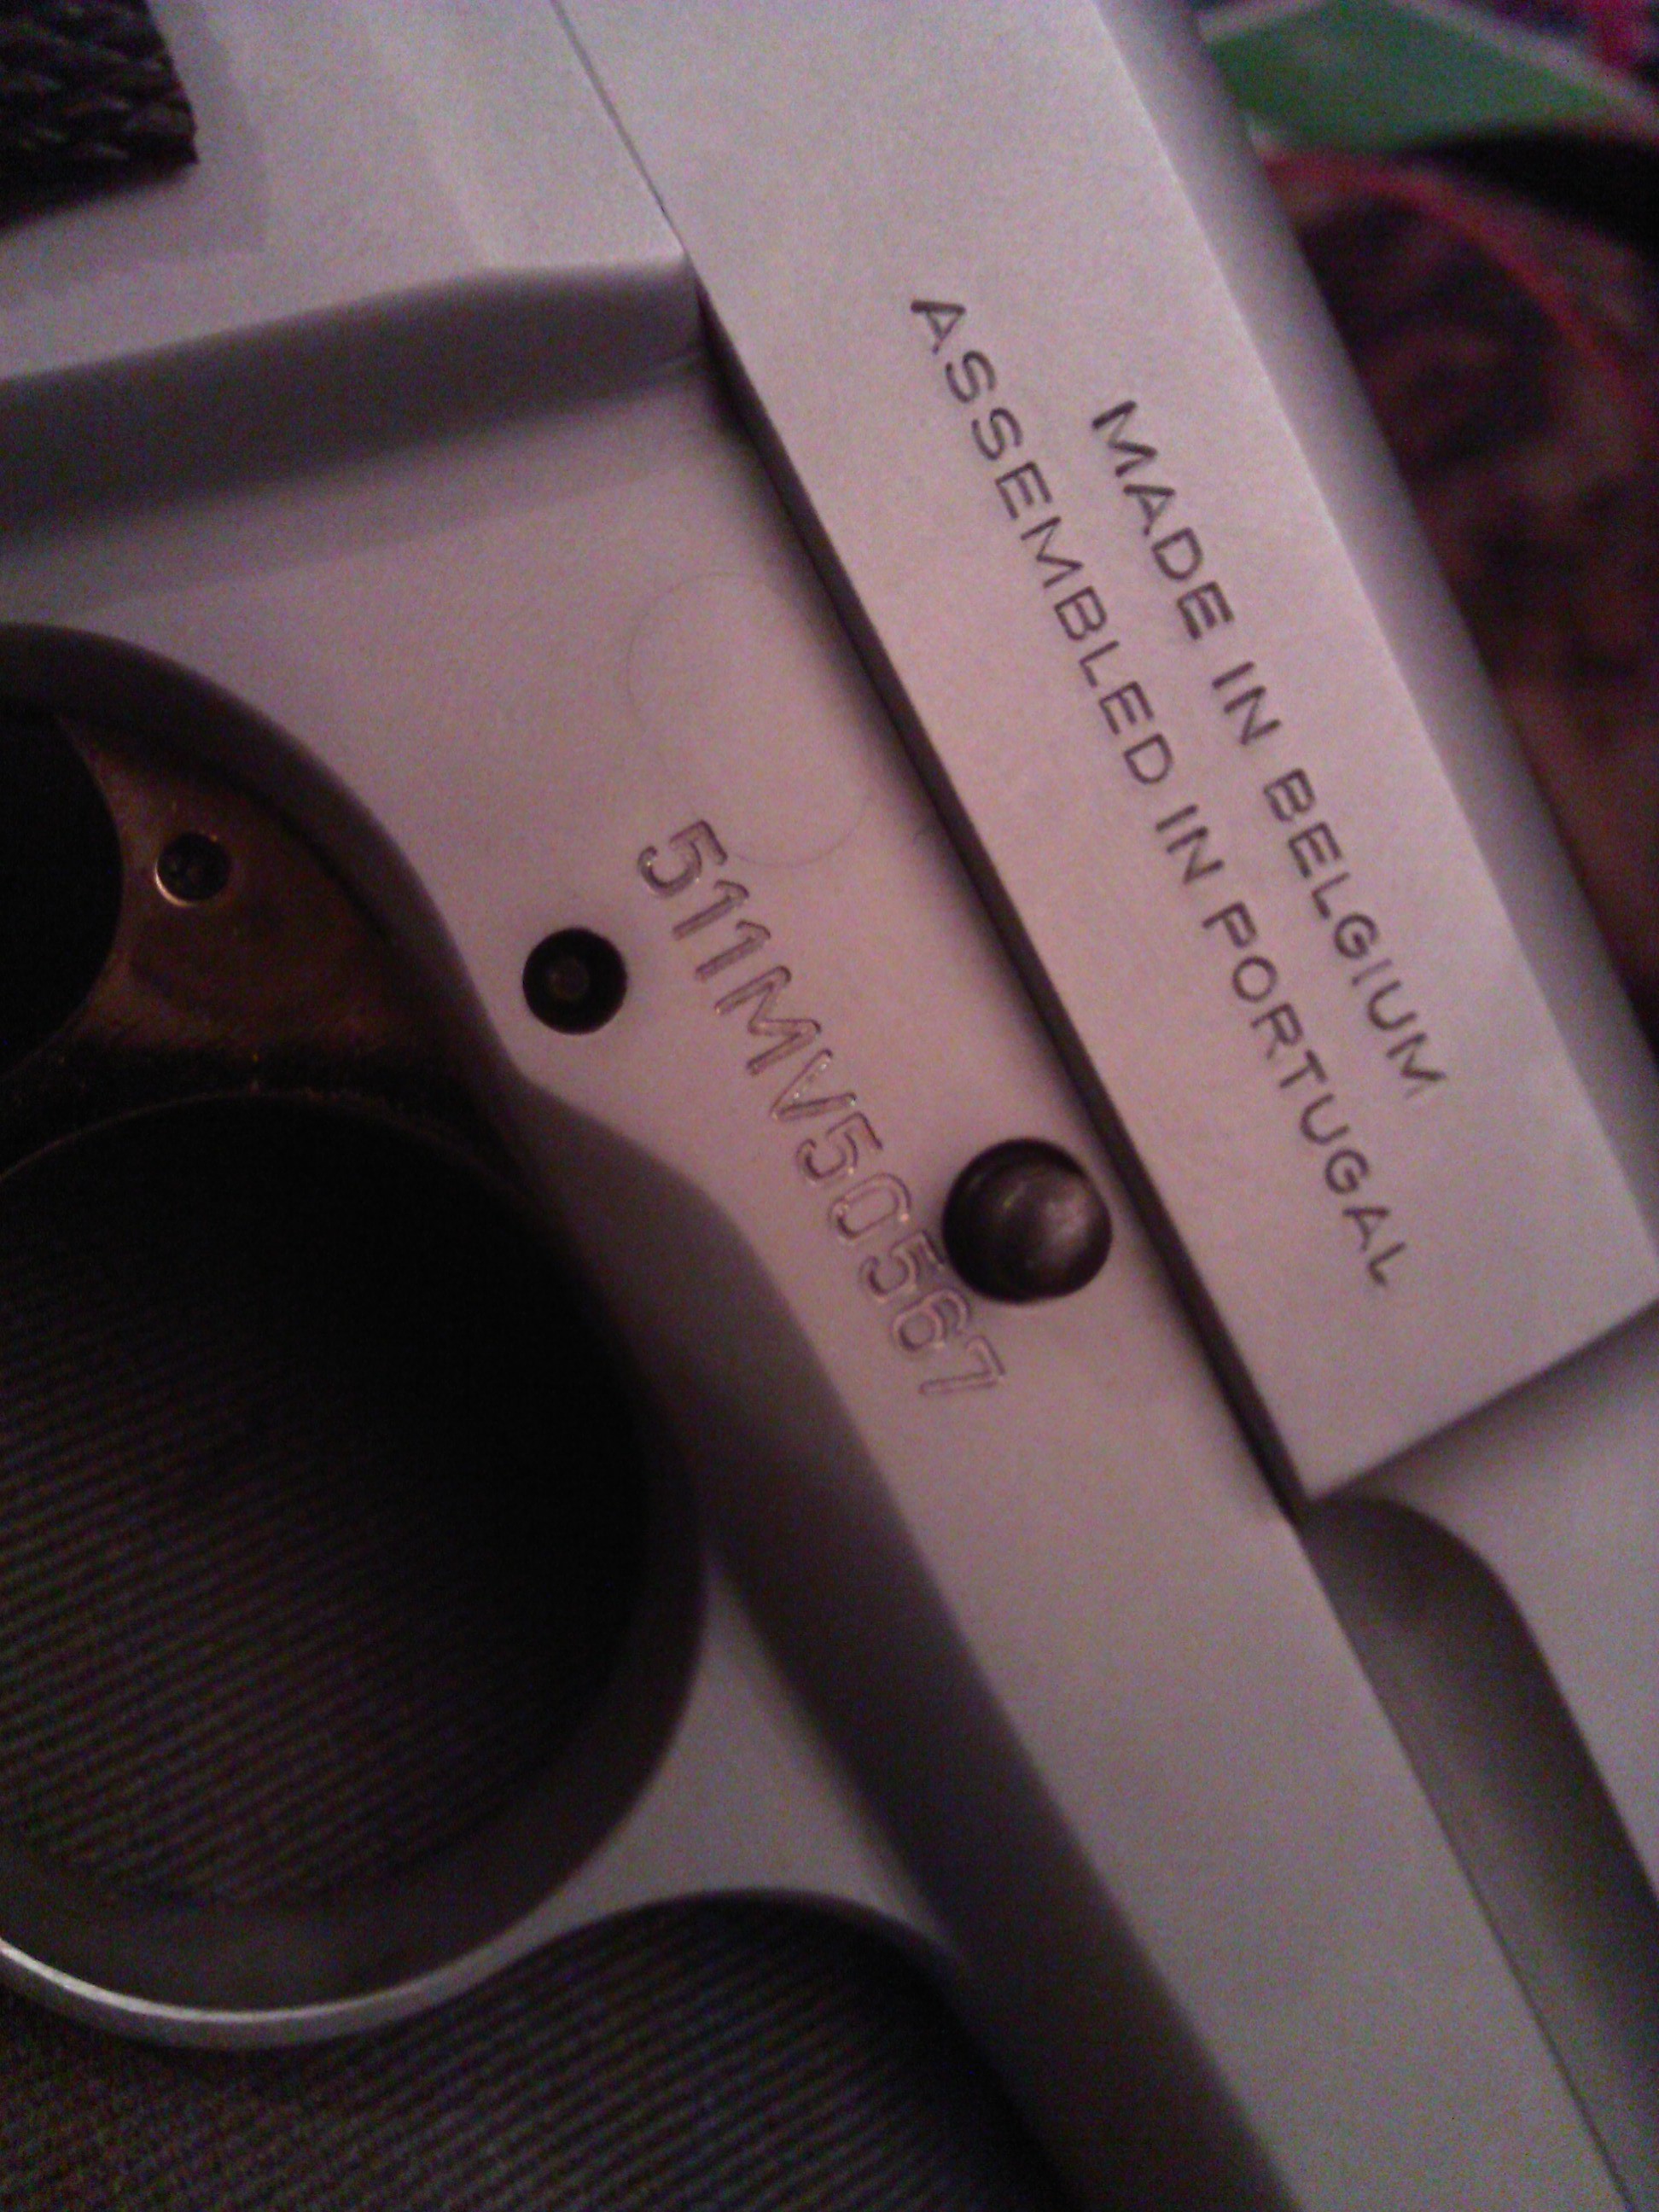 MADE IN BELGIUM
ASSEMBLED IN PORTUGAL
511MV50567